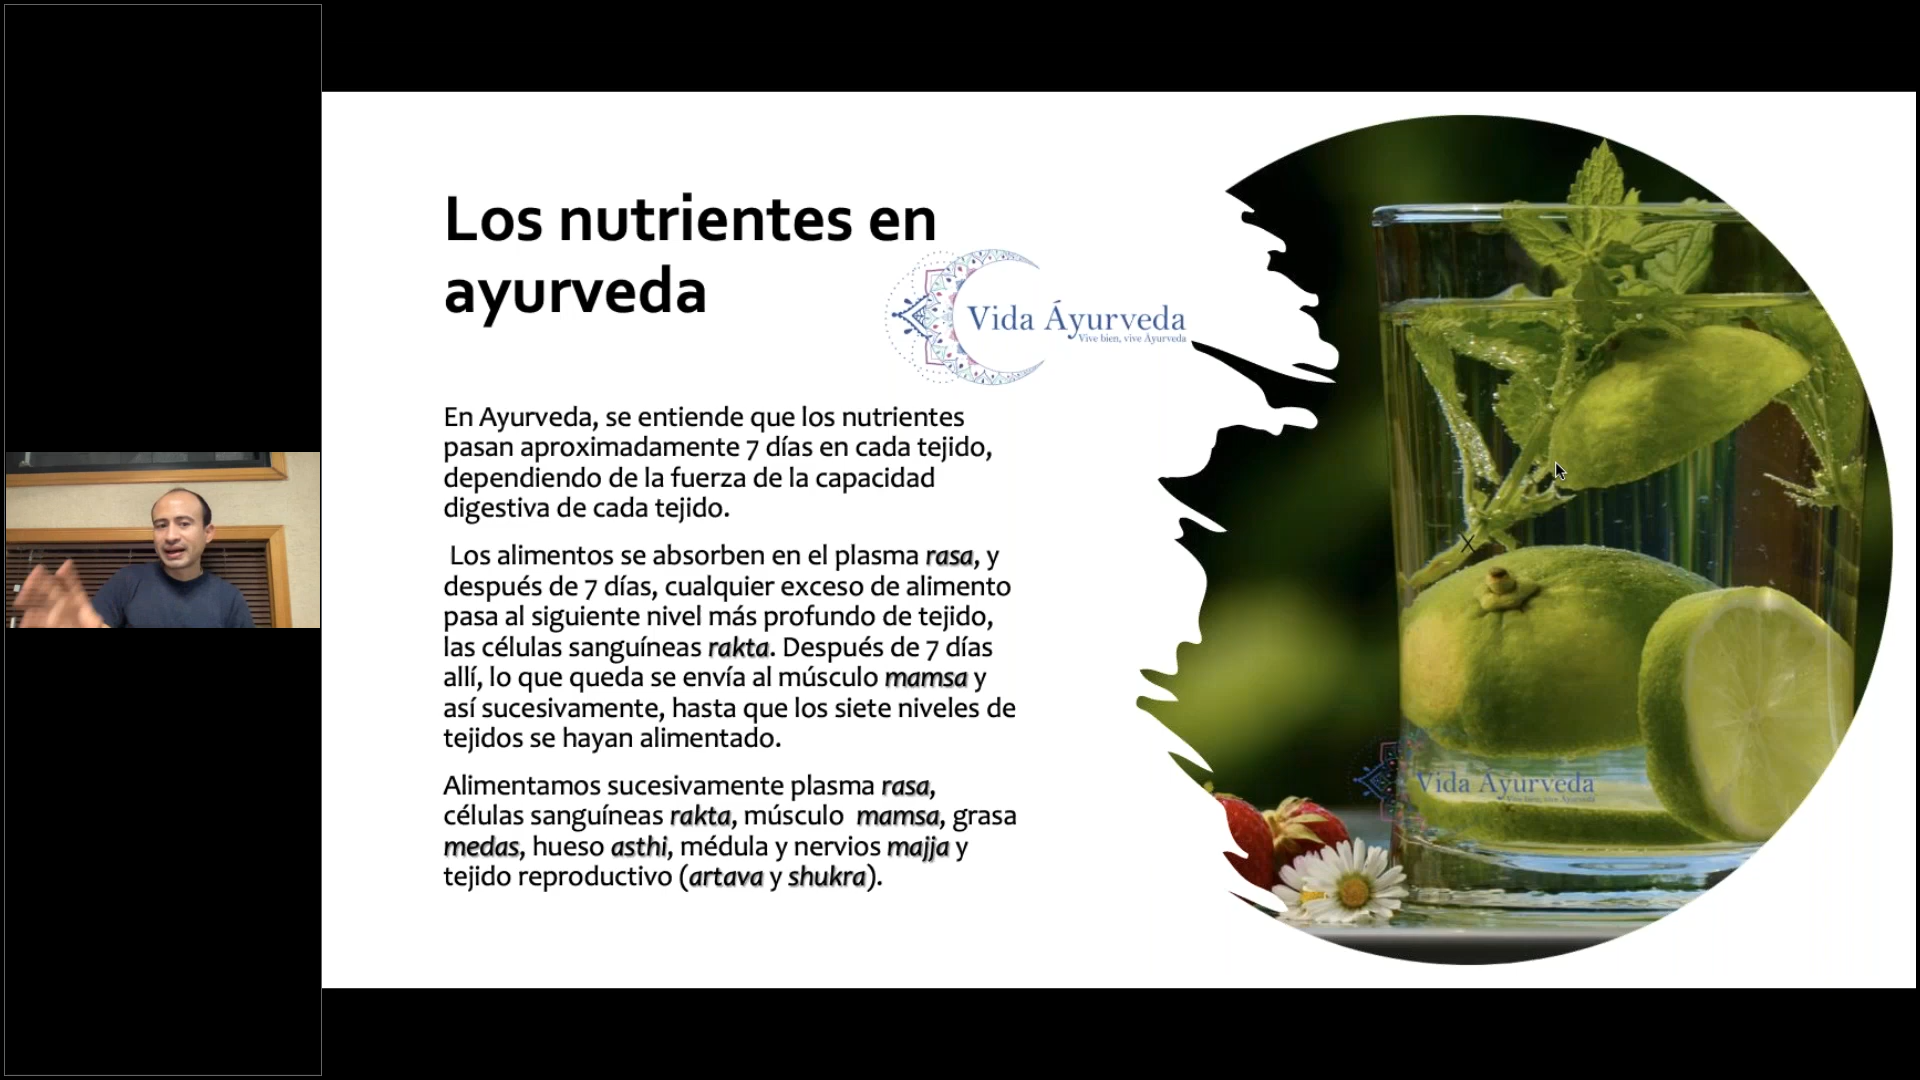 Los nutrientes en
ayurveda
Vida Áyurveda
Vive bien, vive Áyurveda
En Ayurveda, se entiende que los nutrientes
pasan aproximadamente 7 días en cada tejido,
dependiendo de la fuerza de la capacidad
digestiva de cada tejido.
Los alimentos se absorben en el plasma rasa, y
después de 7 días, cualquier exceso de alimento
pasa al siguiente nivel más profundo de tejido,
las células sanguíneas rakta. Después de 7 días
allí, lo que queda se envía al músculo mamsa y
así sucesivamente, hasta que los siete niveles de
tejidos se hayan alimentado.
Alimentamos sucesivamente plasma rasa,
células sanguíneas rakta, músculo mamsa, grasa
medas, hueso asthi, médula y nervios majja y
tejido reproductivo (artava y shukra).
Vida Áyurveda
Vive bien, vive Áyurveda